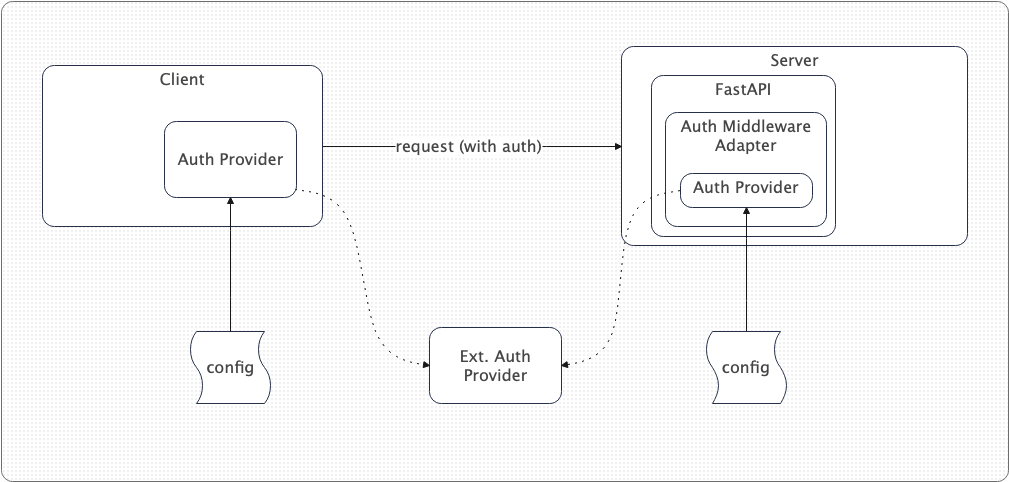 Client
Auth Provider
request (with auth)
Server
FastAPI
Auth Middleware
Adapter
Auth Provider
config
Ext. Auth
Provider
config